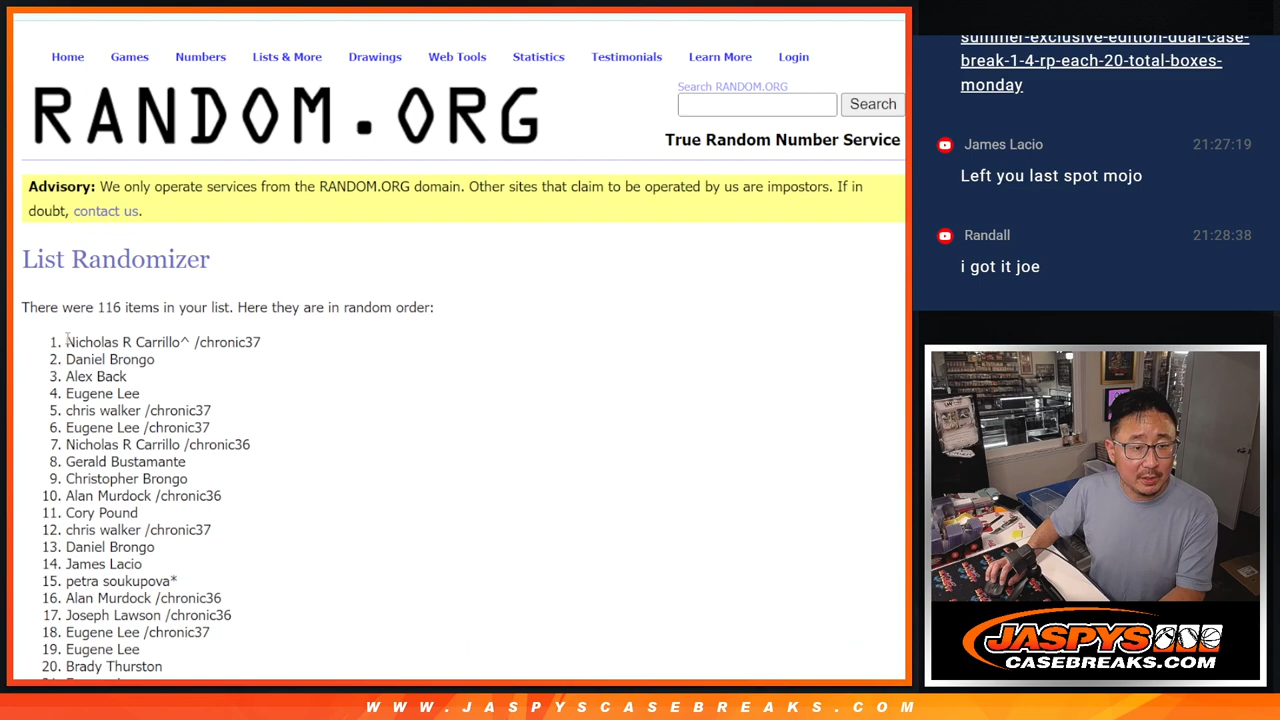 Home Games Numbers Lists & More Drawings Web Tools Statistics Testimonials Learn More Login
Search RANDOM.ORG
RANDOM.ORG
Search
True Random Number Service
Advisory: We only operate services from the RANDOM.ORG domain. Other sites that claim to be operated by us are impostors. If in
doubt, contact us.
List Randomizer
There were 116 items in your list. Here they are in random order:
1. Nicholas R Carrillo^ /chronic37
2. Daniel Brongo
3. Alex Back
4. Eugene Lee
5. chris walker /chronic37
6. Eugene Lee /chronic37
7. Nicholas R Carrillo /chronic36
8. Gerald Bustamante
9. Christopher Brongo
10. Alan Murdock /chronic36
11. Cory Pound
12. chris walker /chronic37
13. Daniel Brongo
14. James Lacio
15. petra soukupova*
16. Alan Murdock /chronic36
17. Joseph Lawson /chronic36
18. Eugene Lee /chronic37
19. Eugene Lee
20. Brady Thurston
summer-exclusive-edition-dual-case-
break-1-4-rp-each-20-total-boxes-
monday
James Lacio 21:27:19
Left you last spot mojo
Randall 21:28:38
i got it joe
JASPYS
CASEBREAKS.COM
WWW.JASPYSCASEBREAKS.COM